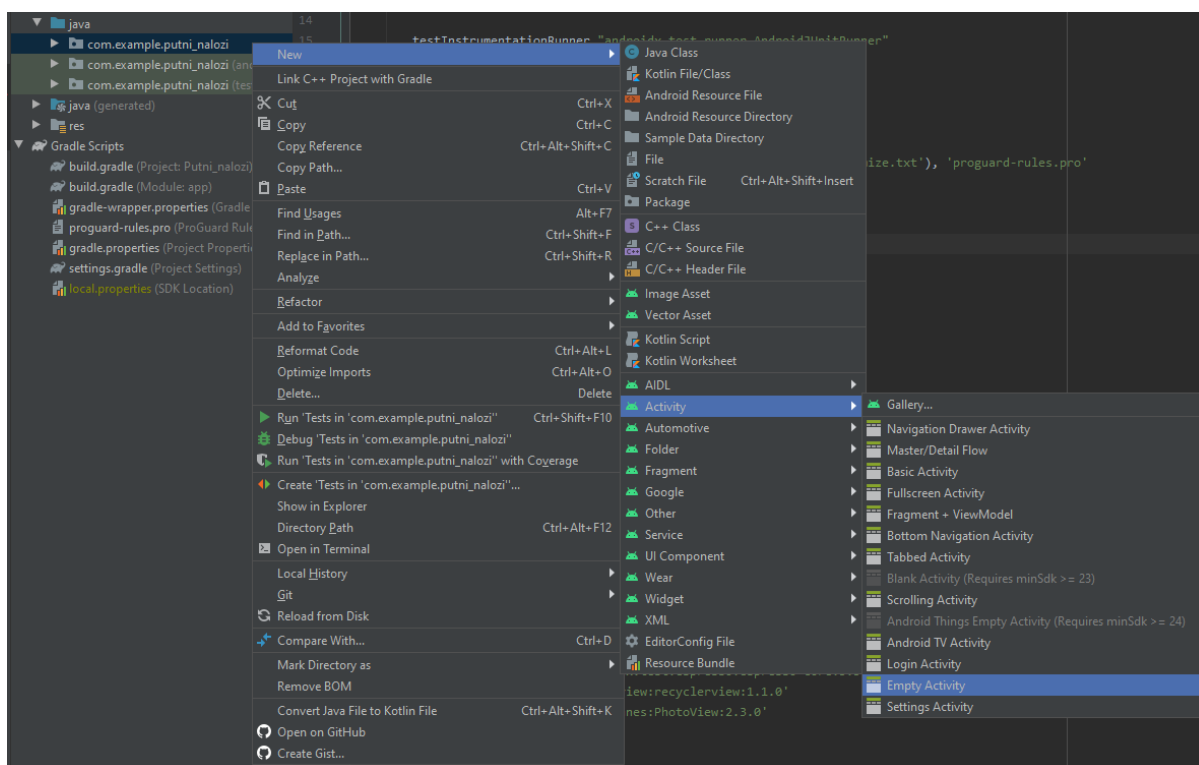 java
com.example.putni_nalozi
com.example.putni_nalozi (an
com.example.putni_nalozi (tes
java (generated)
res
Gradle Scripts
build.gradle (Project: Putni_nalozi)
build.gradle (Module: app)
gradle-wrapper.properties (Gradle
proguard-rules.pro (ProGuard Rule
gradle.properties (Project Properti
settings.gradle (Project Settings)
local.properties (SDK Location)
14
15
testInstrumentationRunner "androidx.test.runner.AndroidJUnitRunner"
ize.txt'), 'proguard-rules.pro'
iew:recyclerview:1.1.0'
nes:PhotoView:2.3.0'
New
Link C++ Project with Gradle
Cut Ctrl+X
Copy Ctrl+C
Copy Reference Ctrl+Alt+Shift+C
Copy Path...
Paste Ctrl+V
Find Usages Alt+F7
Find in Path... Ctrl+Shift+F
Replace in Path... Ctrl+Shift+R
Analyze
Refactor
Add to Favorites
Reformat Code Ctrl+Alt+L
Optimize Imports Ctrl+Alt+O
Delete... Delete
Run 'Tests in 'com.example.putni_nalozi'' Ctrl+Shift+F10
Debug 'Tests in 'com.example.putni_nalozi''
Run 'Tests in 'com.example.putni_nalozi'' with Coverage
Create 'Tests in 'com.example.putni_nalozi''...
Show in Explorer
Directory Path Ctrl+Alt+F12
Open in Terminal
Local History
Git
Reload from Disk
Compare With... Ctrl+D
Mark Directory as
Remove BOM
Convert Java File to Kotlin File Ctrl+Alt+Shift+K
Open on GitHub
Create Gist...
Java Class
Kotlin File/Class
Android Resource File
Android Resource Directory
Sample Data Directory
File
Scratch File Ctrl+Alt+Shift+Insert
Package
C++ Class
C/C++ Source File
C/C++ Header File
Image Asset
Vector Asset
Kotlin Script
Kotlin Worksheet
AIDL
Activity
Automotive
Folder
Fragment
Google
Other
Service
UI Component
Wear
Widget
XML
EditorConfig File
Resource Bundle
Gallery...
Navigation Drawer Activity
Master/Detail Flow
Basic Activity
Fullscreen Activity
Fragment + ViewModel
Bottom Navigation Activity
Tabbed Activity
Blank Activity (Requires minSdk >= 23)
Scrolling Activity
Android Things Empty Activity (Requires minSdk >= 24)
Android TV Activity
Login Activity
Empty Activity
Settings Activity